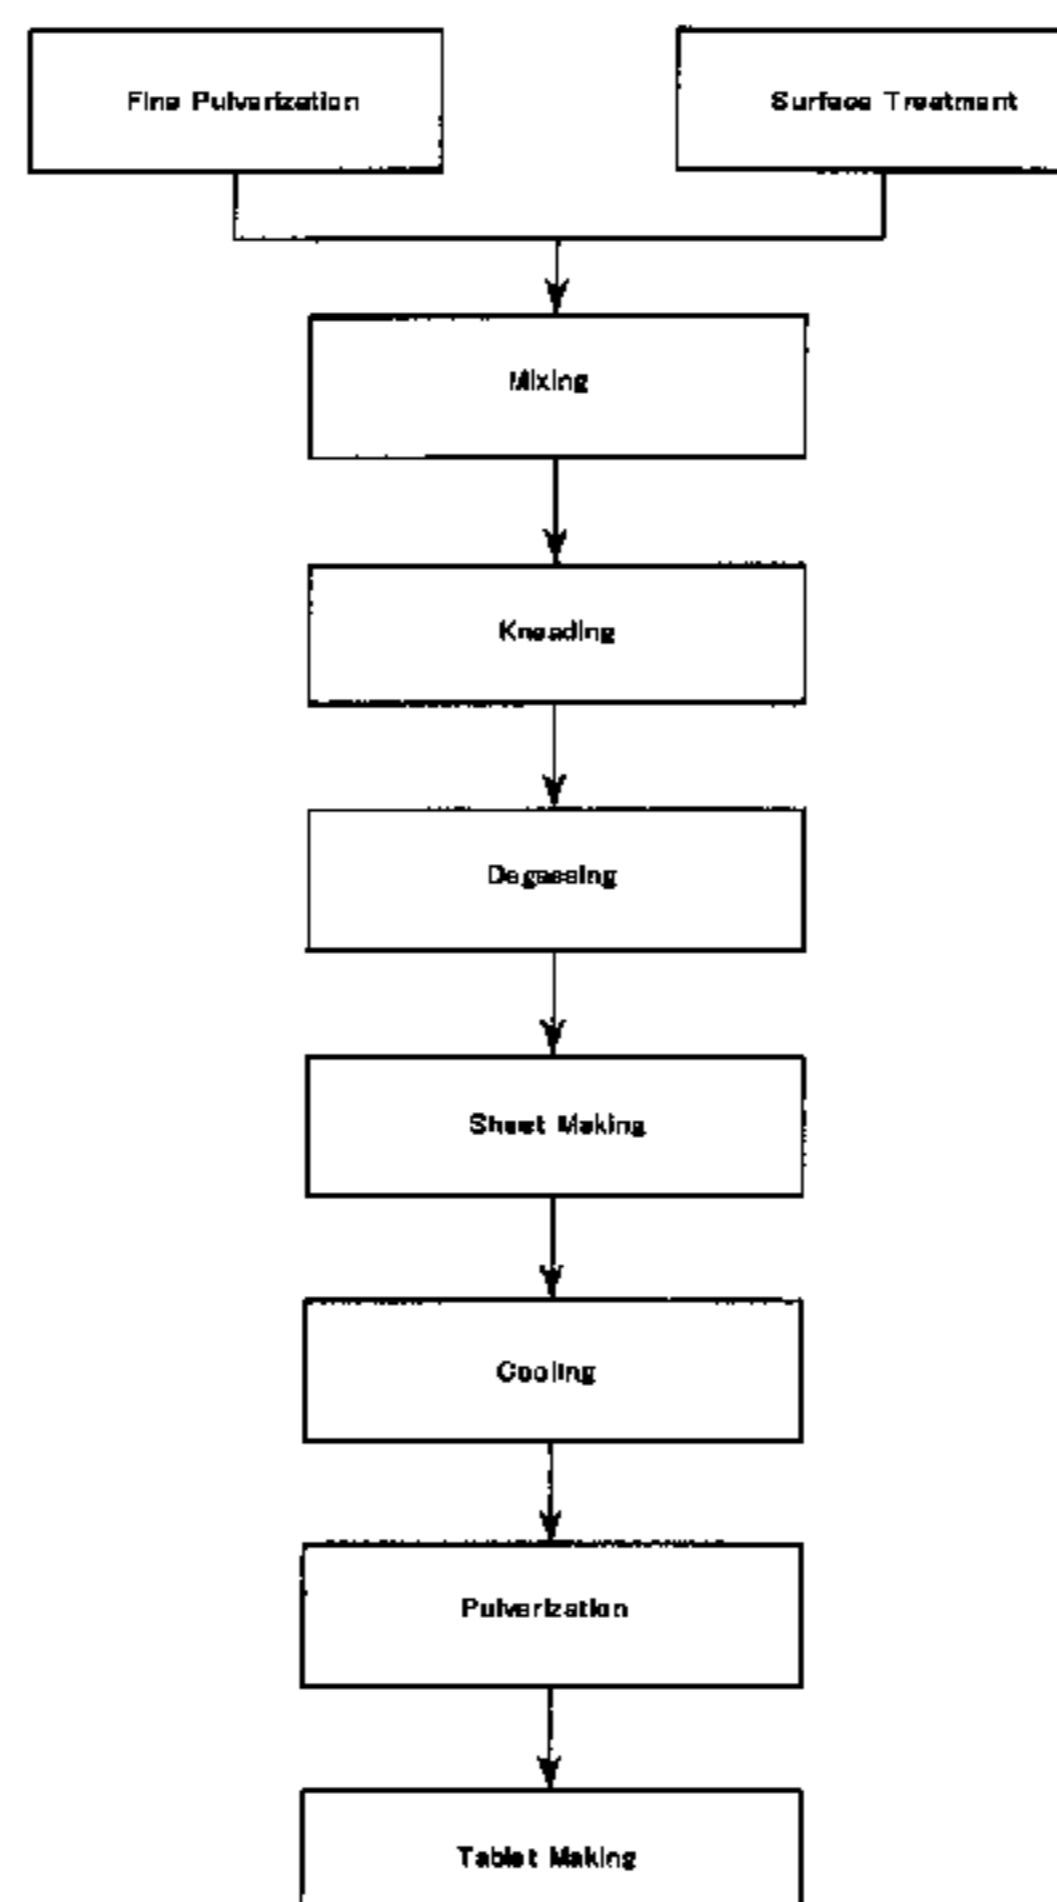 Fine Pulverization
Surface Treatment
Mixing
Kneading
Degassing
Sheet Making
Cooling
Pulverization
Tablet Making